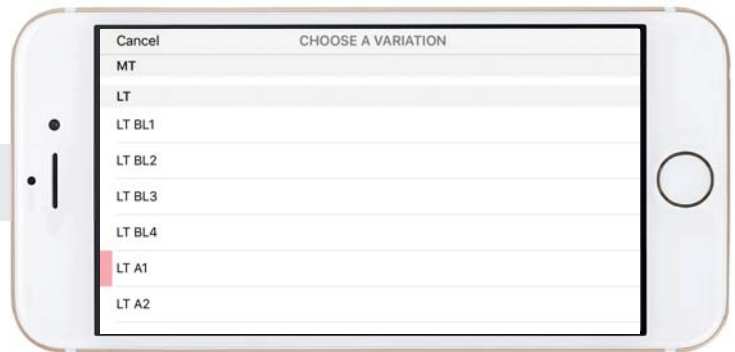 Cancel CHOOSE A VARIATION
MT
LT
LT BL1
LT BL2
LT BL3
LT BL4
LT A1
LT A2